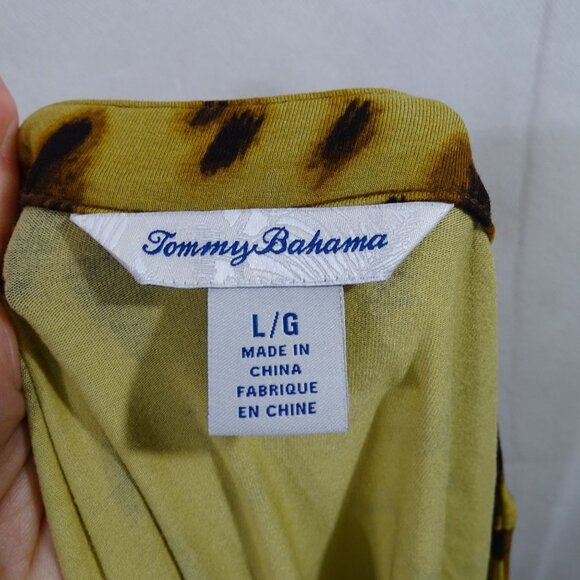 Tommy Bahama
L/G
MADE IN
CHINA
FABRIQUE
EN CHINE